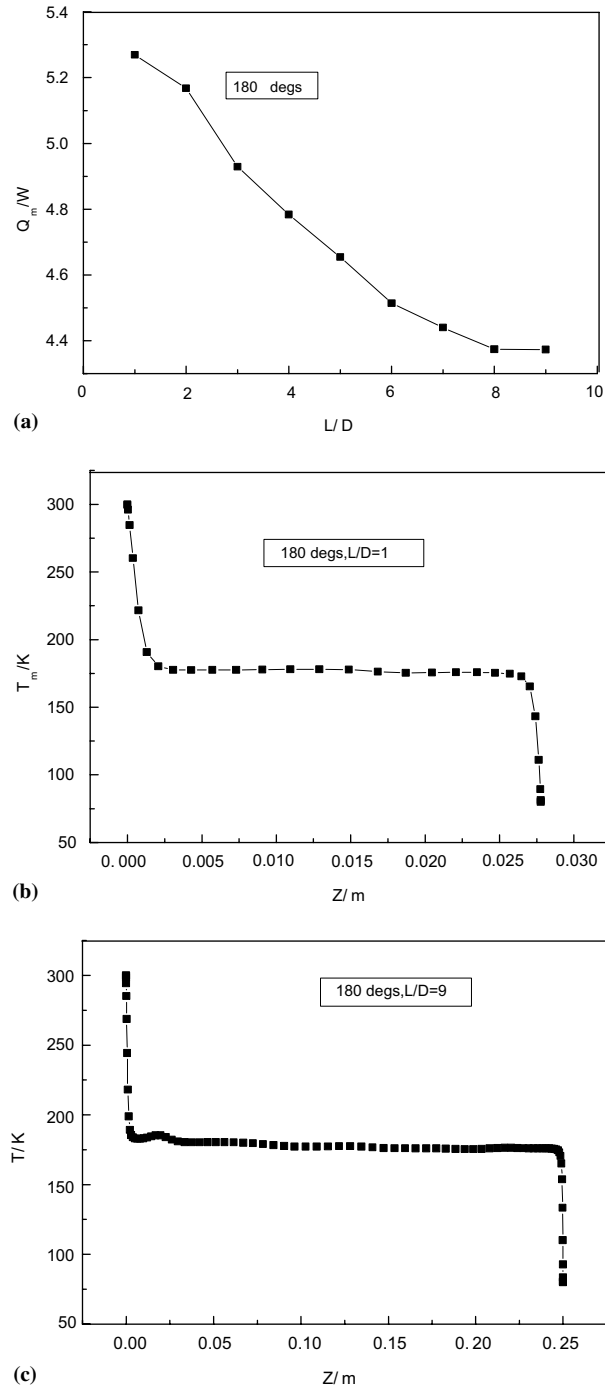 5.4
5.2
5.0
4.8
4.6
4.4
Q m/W
180 degs
0 2 4 6 8 10
L/ D
(a)
300
250
200
150
100
50
T m/K
180 degs,L/D=1
0. 000 0.005 0.010 0.015 0.020 0.025 0.030
Z/ m
(b)
300
250
200
150
100
50
T/ K
180 degs,L/D=9
0.00 0.05 0.10 0.15 0.20 0.25
Z/ m
(c)